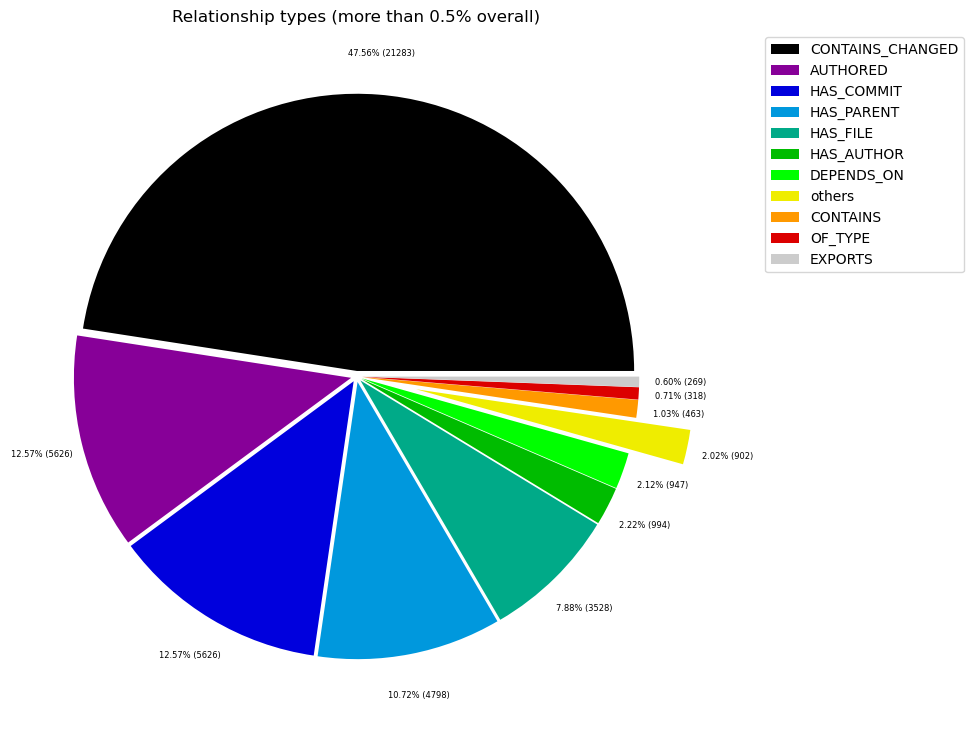 Relationship types (more than 0.5% overall)
47.56% (21283)
12.57% (5626)
12.57% (5626)
10.72% (4798)
7.88% (3528)
2.22% (994)
2.12% (947)
2.02% (902)
1.03% (463)
0.71% (318)
0.60% (269)
CONTAINS_CHANGED
AUTHORED
HAS_COMMIT
HAS_PARENT
HAS_FILE
HAS_AUTHOR
DEPENDS_ON
others
CONTAINS
OF_TYPE
EXPORTS